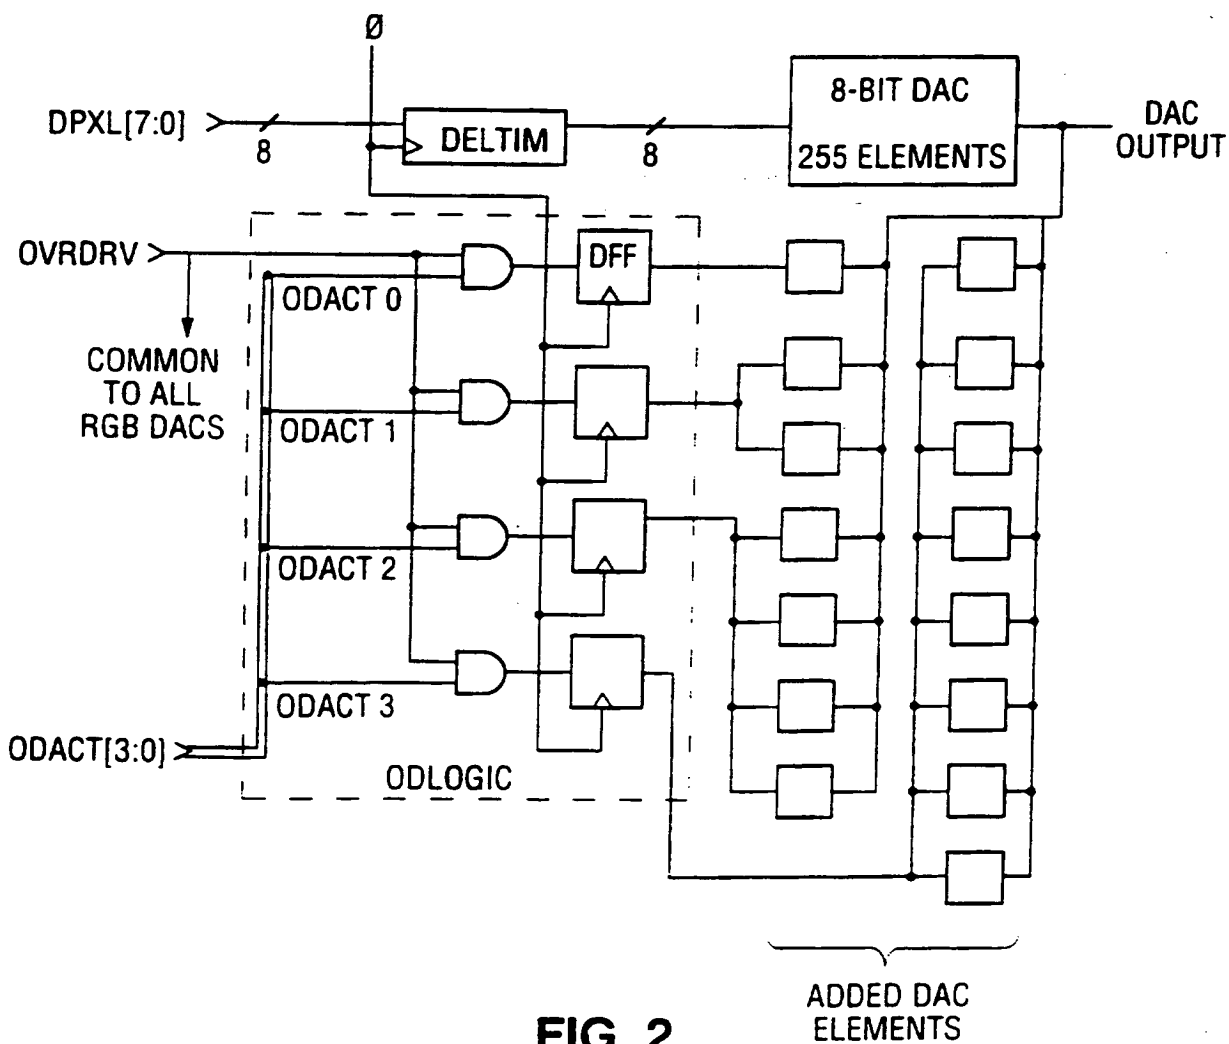 Ø
DPXL[7:0]
8
DELTIM
8
8-BIT DAC
255 ELEMENTS
DAC
OUTPUT
OVRDRV
DFF
ODACT 0
COMMON
TO ALL
RGB DACS
ODACT 1
ODACT 2
ODACT 3
ODACT[3:0]
ODLOGIC
ADDED DAC
ELEMENTS
FIG. 2